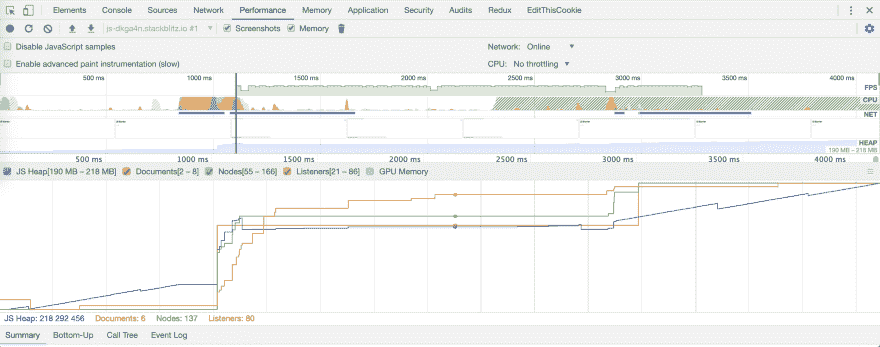 Elements Console Sources Network Performance Memory Application Security Audits Redux EditThisCookie
js-dkga4n.stackblitz.io #1 Screenshots Memory
Disable JavaScript samples Network: Online
Enable advanced paint instrumentation (slow) CPU: No throttling
500 ms 1000 ms 1500 ms 2000 ms 2500 ms 3000 ms 3500 ms 4000 ms
FPS
CPU
NET
HEAP
190 MB – 218 MB
500 ms 1000 ms 1500 ms 2000 ms 2500 ms 3000 ms 3500 ms 4000 ms
JS Heap[190 MB – 218 MB] Documents[2 – 8] Nodes[55 – 166] Listeners[21 – 86] GPU Memory
JS Heap: 218 292 456 Documents: 6 Nodes: 137 Listeners: 80
Summary Bottom-Up Call Tree Event Log